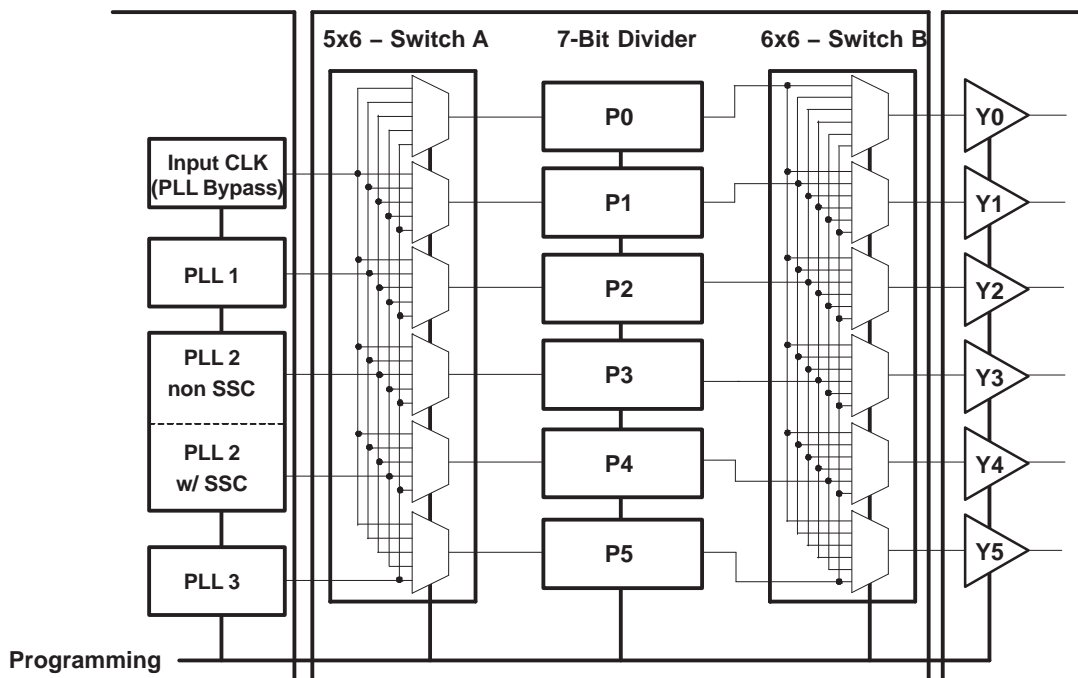 5x6 – Switch A
7-Bit Divider
6x6 – Switch B
Input CLK
(PLL Bypass)
PLL 1
PLL 2
non SSC
PLL 2
w/ SSC
PLL 3
P0
P1
P2
P3
P4
P5
Y0
Y1
Y2
Y3
Y4
Y5
Programming